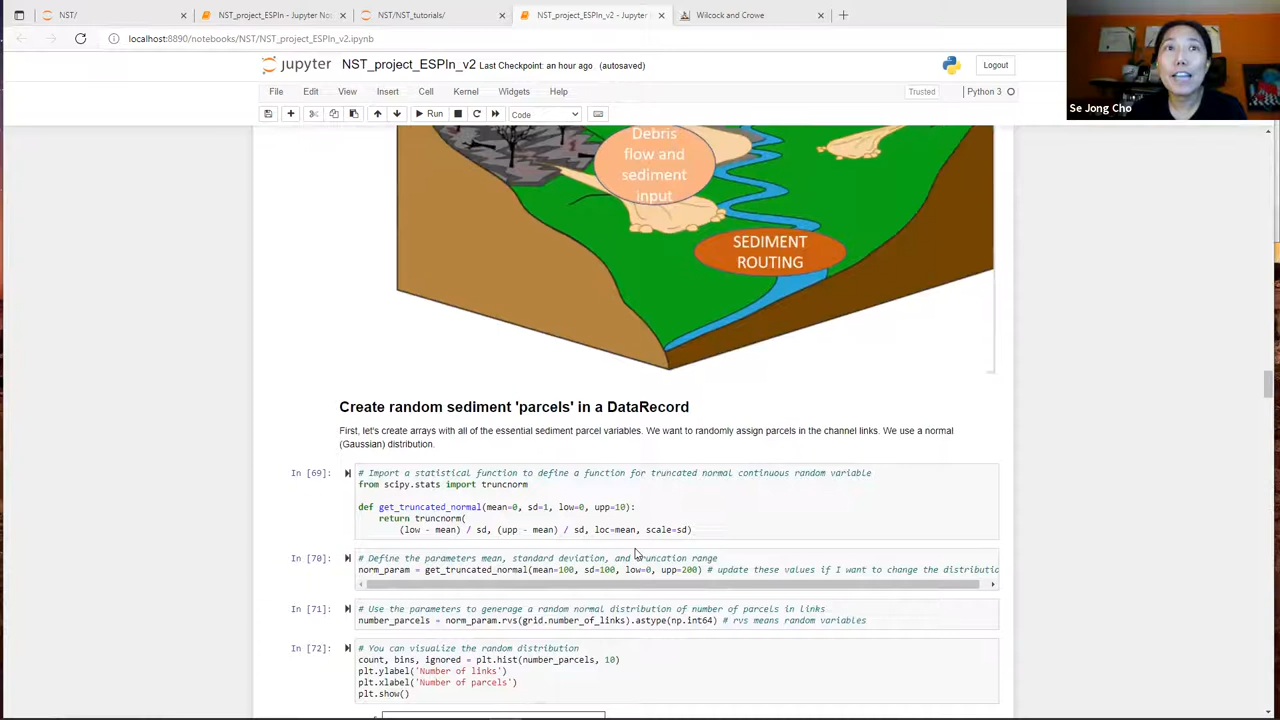 NST/
NST_project_ESPIn - Jupyter Not
NST/NST_tutorials/
NST_project_ESPIn_v2 - Jupyter
Wilcock and Crowe
localhost:8890/notebooks/NST/NST_project_ESPIn_v2.ipynb
jupyter NST_project_ESPIn_v2 Last Checkpoint: an hour ago (autosaved)
Logout
File Edit View Insert Cell Kernel Widgets Help
Trusted
Python 3
Run
Code
Se Jong Cho
Debris
flow and
sediment
input
SEDIMENT
ROUTING
Create random sediment 'parcels' in a DataRecord
First, let's create arrays with all of the essential sediment parcel variables. We want to randomly assign parcels in the channel links. We use a normal
(Gaussian) distribution.
In [69]:
# Import a statistical function to define a function for truncated normal continuous random variable
from scipy.stats import truncnorm
def get_truncated_normal(mean=0, sd=1, low=0, upp=10):
return truncnorm(
(low - mean) / sd, (upp - mean) / sd, loc=mean, scale=sd)
In [70]:
# Define the parameters mean, standard deviation, and truncation range
norm_param = get_truncated_normal(mean=100, sd=100, low=0, upp=200) # update these values if I want to change the distributio
In [71]:
# Use the parameters to generage a random normal distribution of number of parcels in links
number_parcels = norm_param.rvs(grid.number_of_links).astype(np.int64) # rvs means random variables
In [72]:
# You can visualize the random distribution
count, bins, ignored = plt.hist(number_parcels, 10)
plt.ylabel('Number of links')
plt.xlabel('Number of parcels')
plt.show()